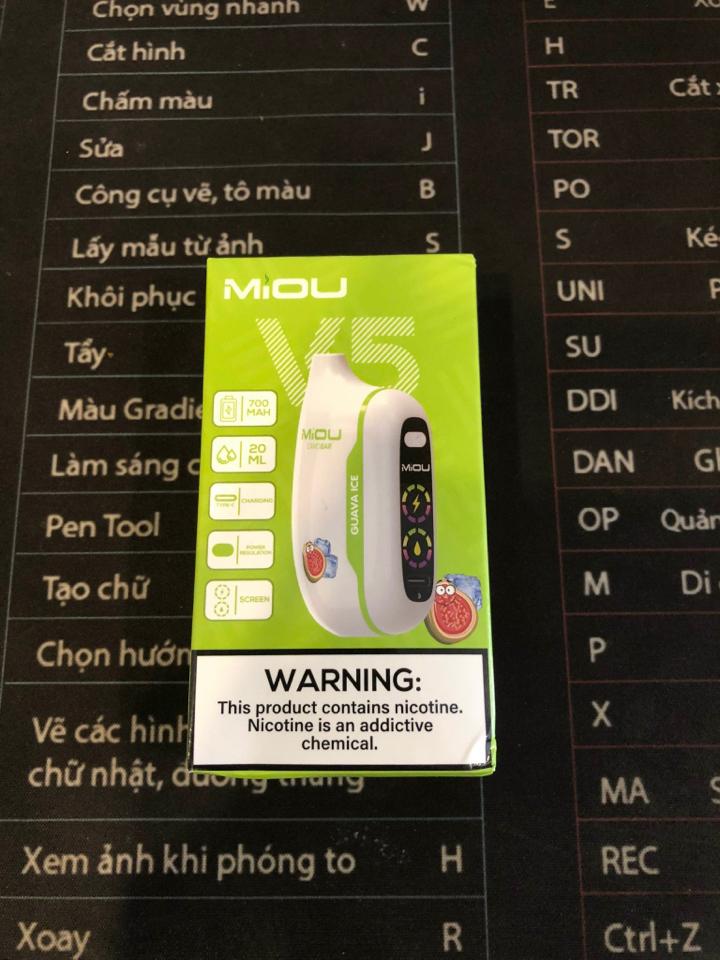 Chọn vùng nhanh W
Cắt hình C
Chấm màu i
Sửa J
Công cụ vẽ, tô màu B
Lấy mẫu từ ảnh S
Khôi phục
Tẩy
Màu
Làm sáng
Pen Tool
Tạo chữ
Chọn
Vẽ các hình
chữ nhật, đường thẳng
Xem ảnh khi phóng to H
Xoay R
E
H
TR Cắt
TOR
PO
S
UNI
SU
DDI Kích
DAN
OP
M Di
P
X
MA
REC
Ctrl+Z
MiOU
V5
700
MAH
20
ML
TYPE-C CHARGING
POWER
REGULATION
SCREEN
MiOU
GUAVA ICE
MiOU
WARNING:
This product contains nicotine.
Nicotine is an addictive
chemical.